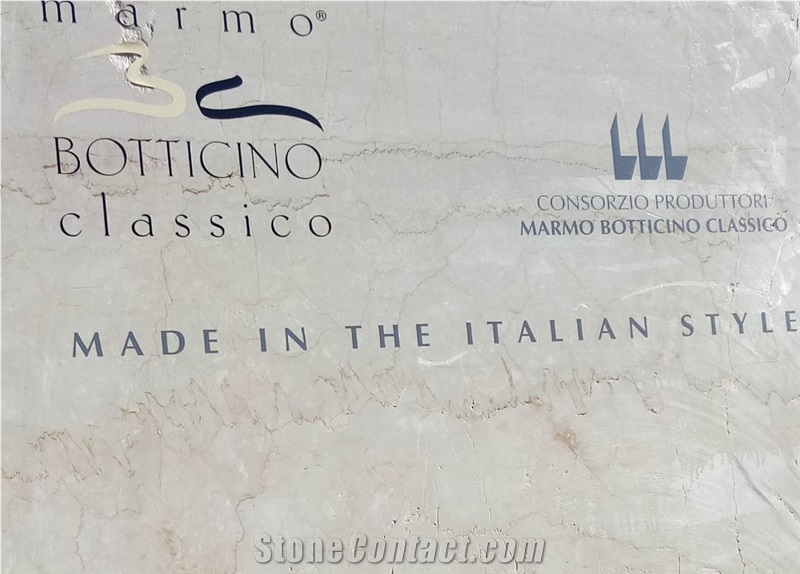 marmo®
BOTTICINO
classico
CONSORZIO PRODUTTORI
MARMO BOTTICINO CLASSICO
MADE IN THE ITALIAN STYLE
StoneContact.com